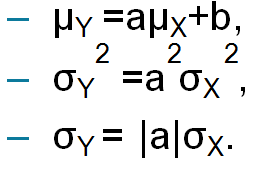 – μY =aμX+b,
– σY² =a²σX²,
– σY = |a|σX.